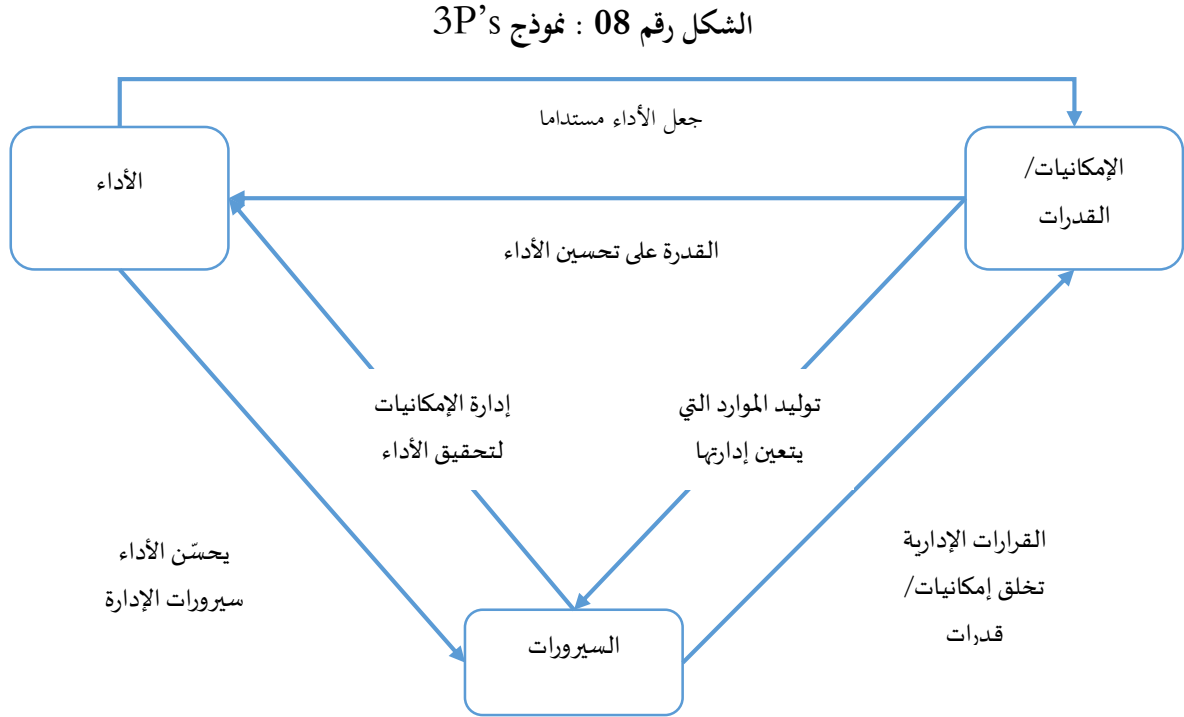 الشكل رقم 08 : نموذج 3P's
جعل الأداء مستداما
الإمكانيات/
القدرات
الأداء
القدرة على تحسين الأداء
توليد الموارد التي
يتعين إدارتها
إدارة الإمكانيات
لتحقيق الأداء
القرارات الإدارية
تخلق إمكانيات/
قدرات
يحسّن الأداء
سيرورات الإدارة
السيرورات